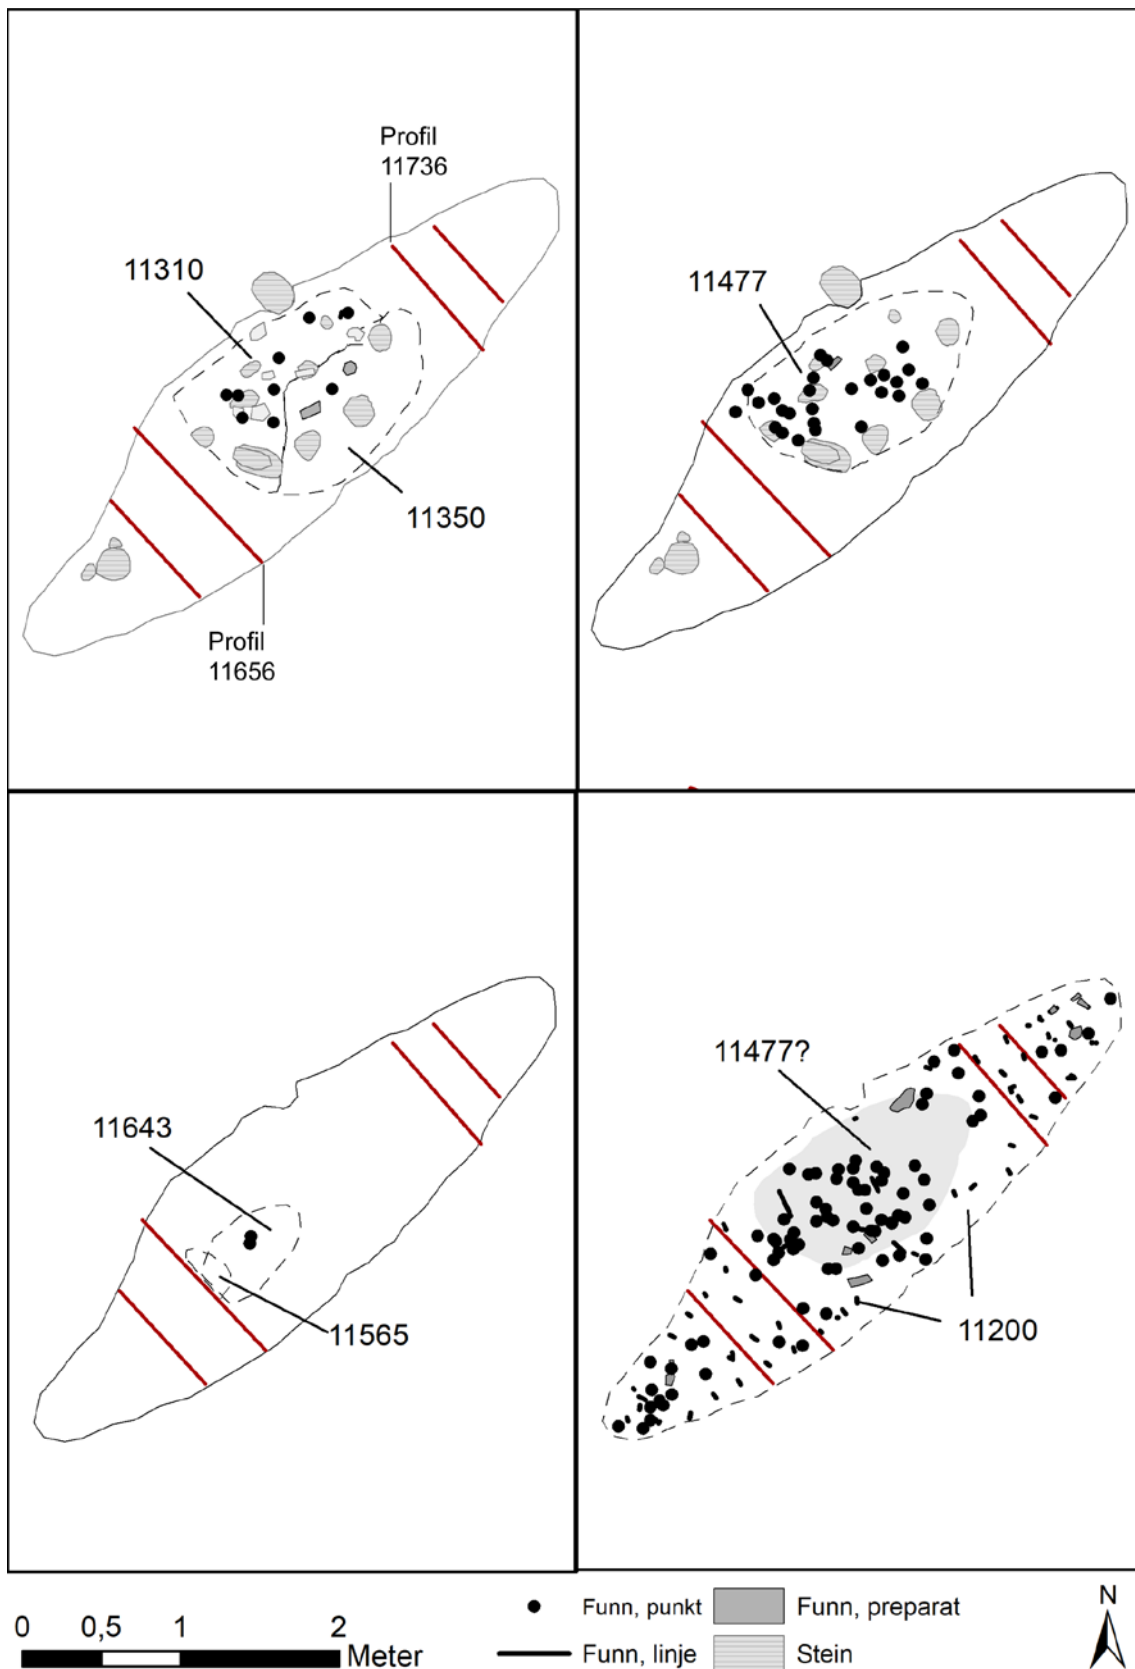 Profil
11736
11310
11350
Profil
11656
11477
11643
11565
11477?
11200
0 0,5 1 2
Meter
Funn, punkt
Funn, preparat
Funn, linje
Stein
N